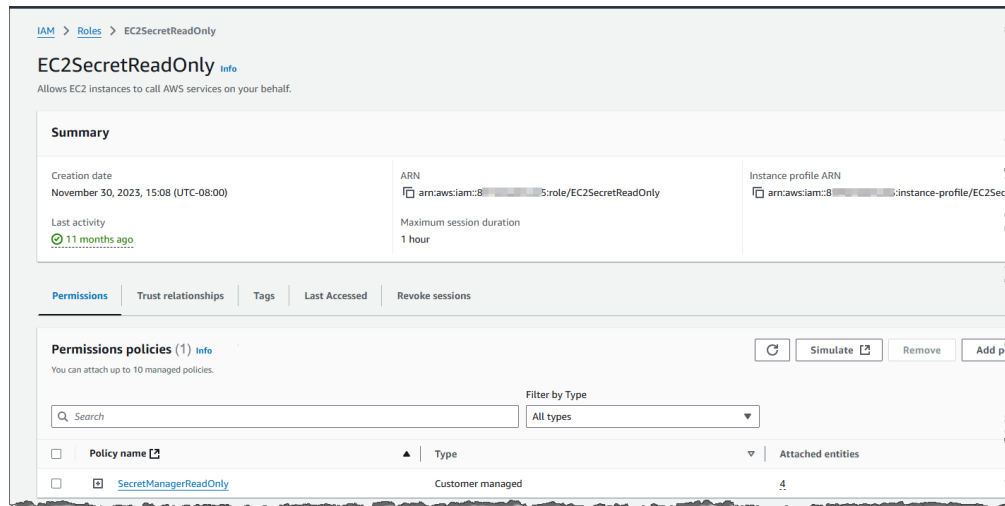 IAM > Roles > EC2SecretReadOnly
EC2SecretReadOnly Info
Allows EC2 instances to call AWS services on your behalf.
Summary
Creation date
November 30, 2023, 15:08 (UTC-08:00)
ARN
arn:aws:iam::8 5:role/EC2SecretReadOnly
Instance profile ARN
arn:aws:iam::8 :instance-profile/EC2Sec
Last activity
11 months ago
Maximum session duration
1 hour
Permissions Trust relationships Tags Last Accessed Revoke sessions
Permissions policies (1) Info
You can attach up to 10 managed policies.
Simulate Remove Add p
Filter by Type
Search All types
Policy name Type Attached entities
SecretManagerReadOnly Customer managed 4